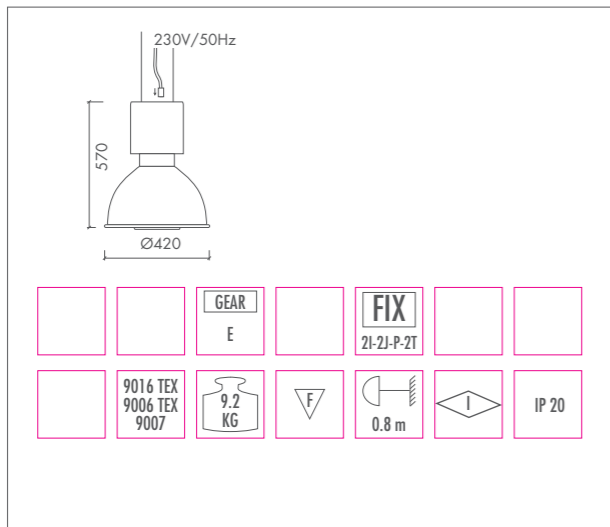 230V/50Hz
570
Ø420
GEAR
E
FIX
2I-2J-P-2T
9016 TEX
9006 TEX
9007
9.2
KG
F
0.8 m
I
IP 20